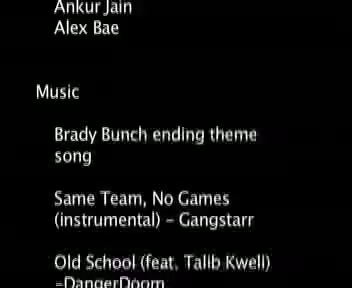 Ankur Jain
Alex Bae
Music
Brady Bunch ending theme
song
Same Team, No Games
(instrumental) - Gangstarr
Old School (feat. Talib Kweli)
-DangerDoom